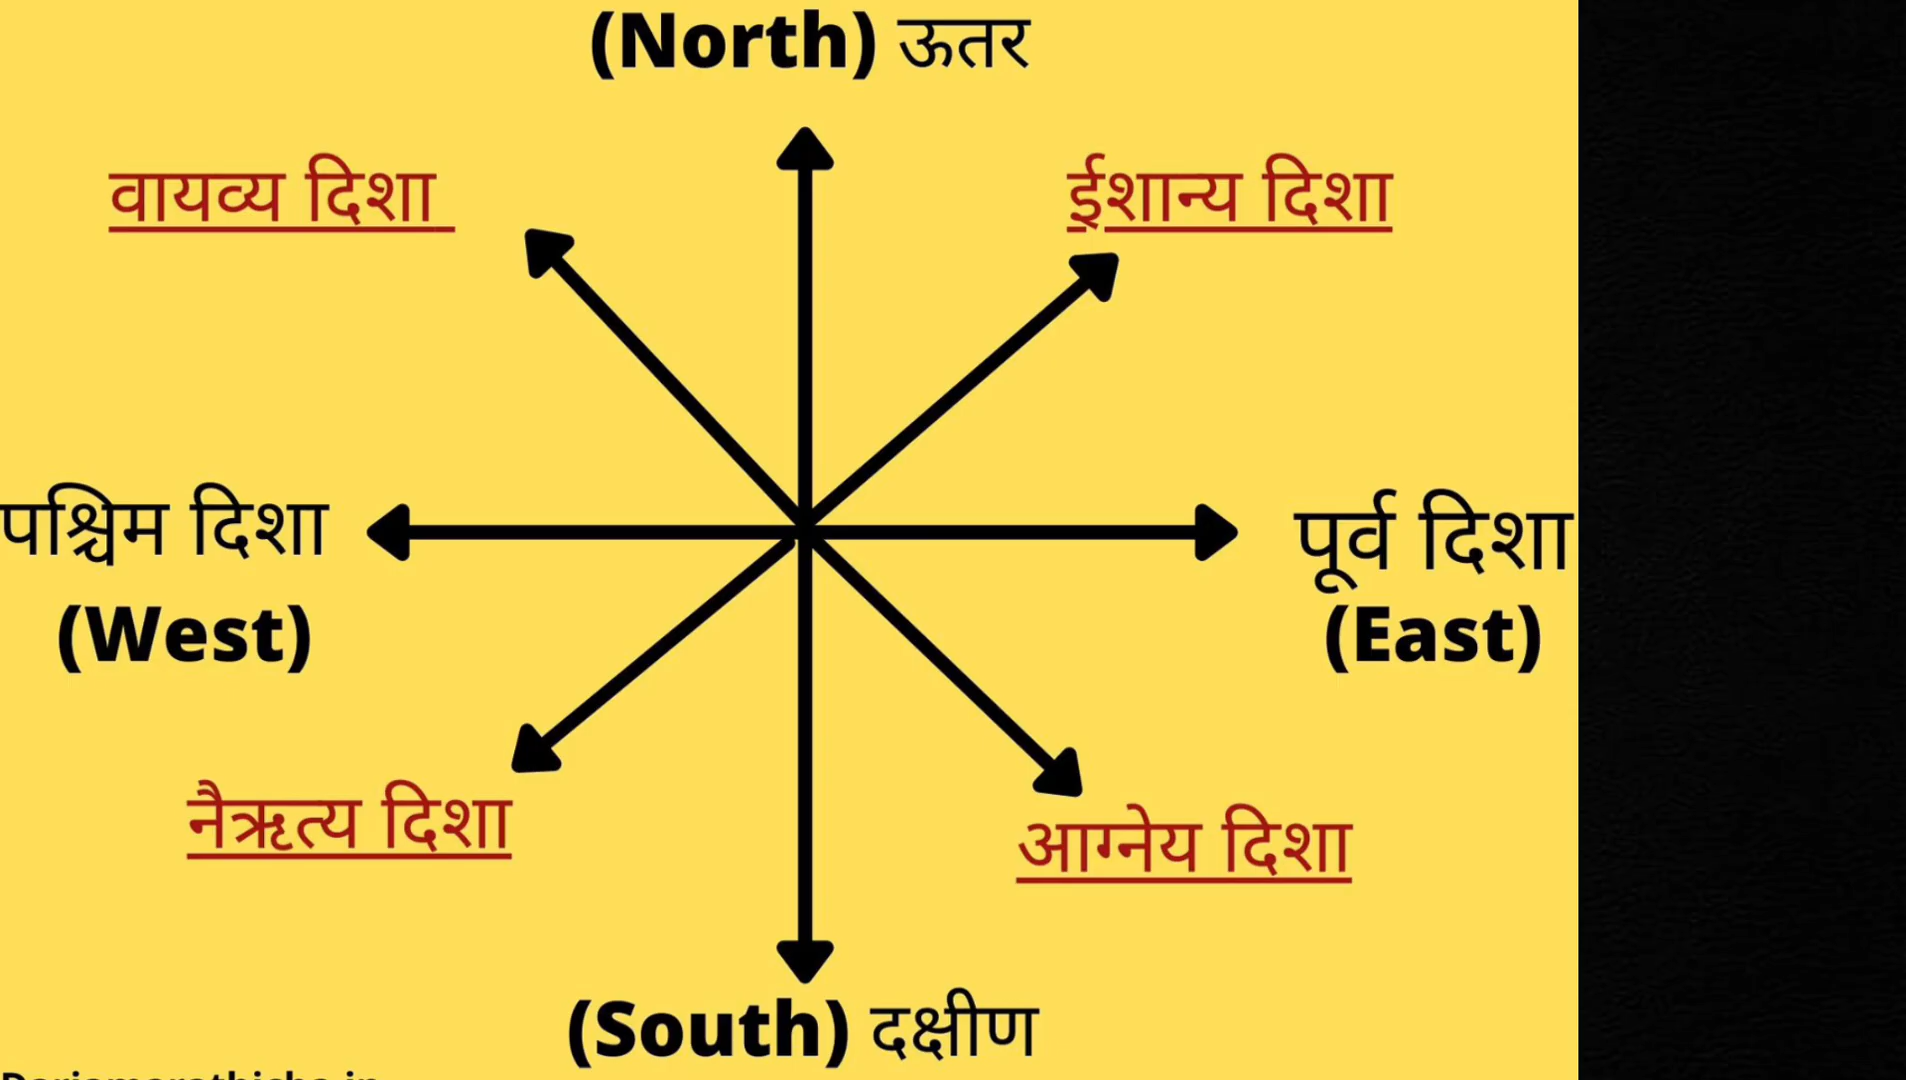 (North) ऊतर
वायव्य दिशा
ईशान्य दिशा
पश्चिम दिशा
(West)
पूर्व दिशा
(East)
नैऋत्य दिशा
आग्नेय दिशा
(South) दक्षीण